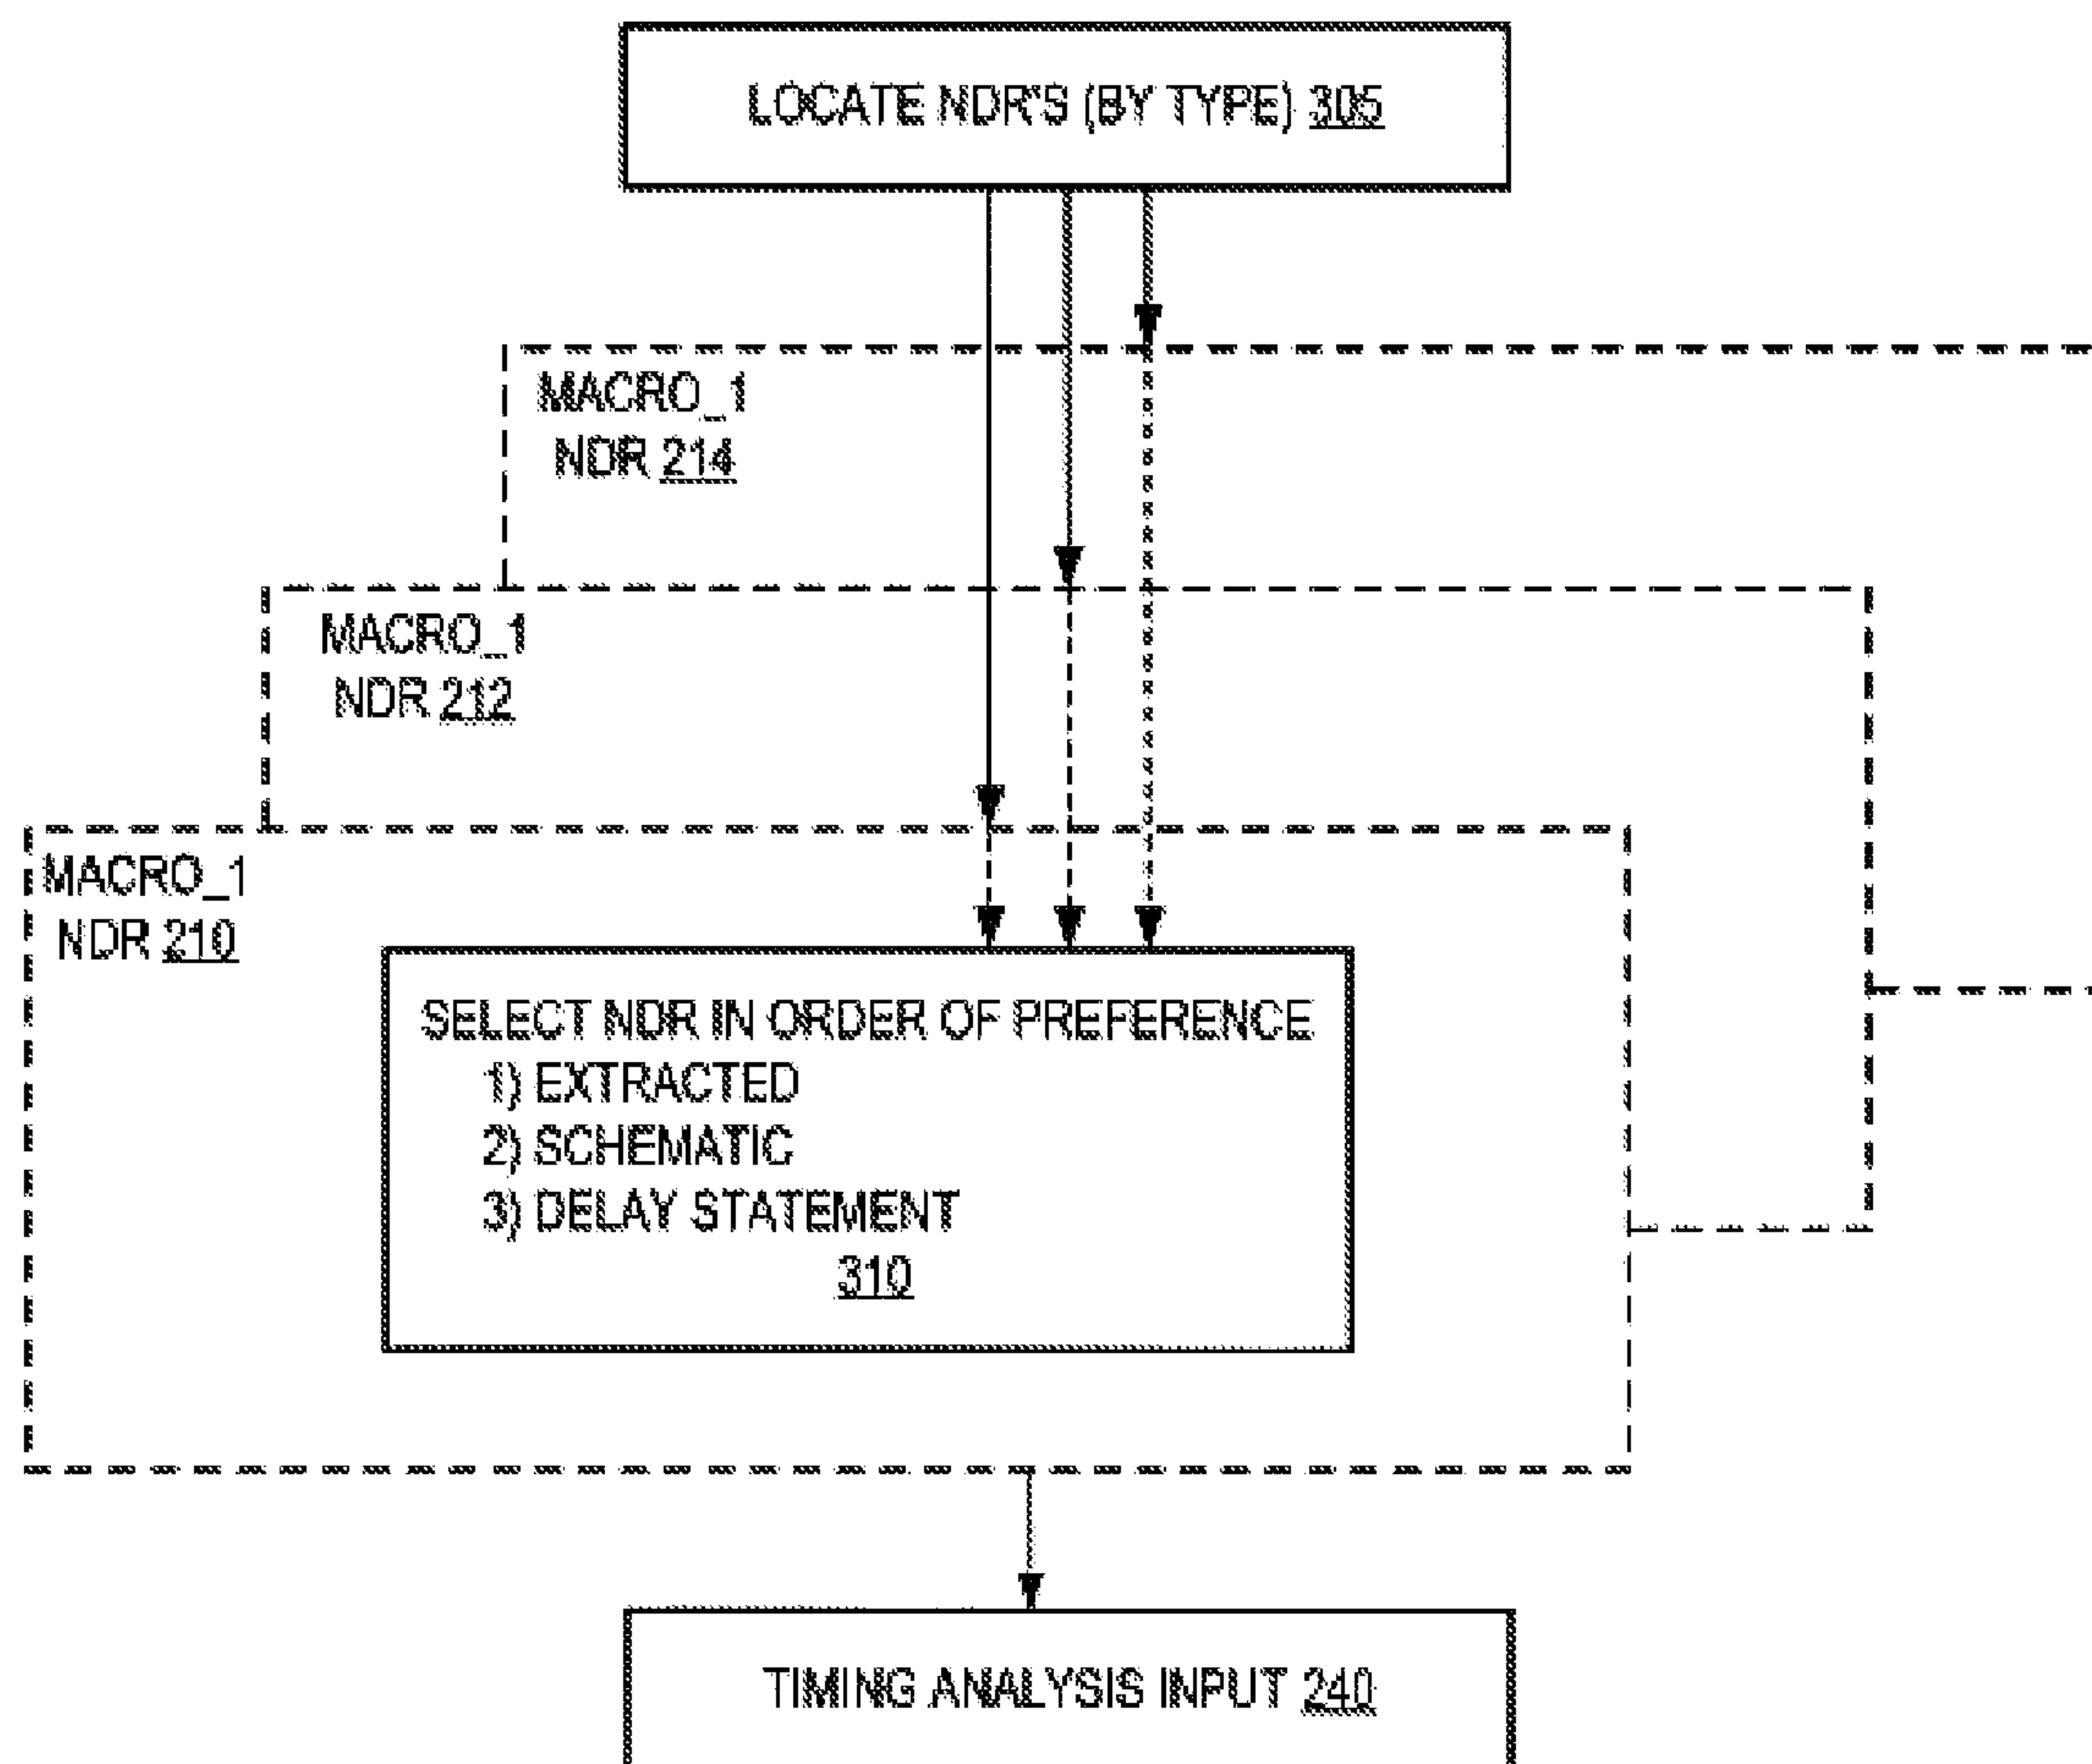 LOCATE NDR'S (BY TYPE) 305
MACRO_1
NDR 214
MACRO_1
NDR 212
MACRO_1
NDR 210
SELECT NDR IN ORDER OF PREFERENCE
1) EXTRACTED
2) SCHEMATIC
3) DELAY STATEMENT
310
TIMING ANALYSIS INPUT 240